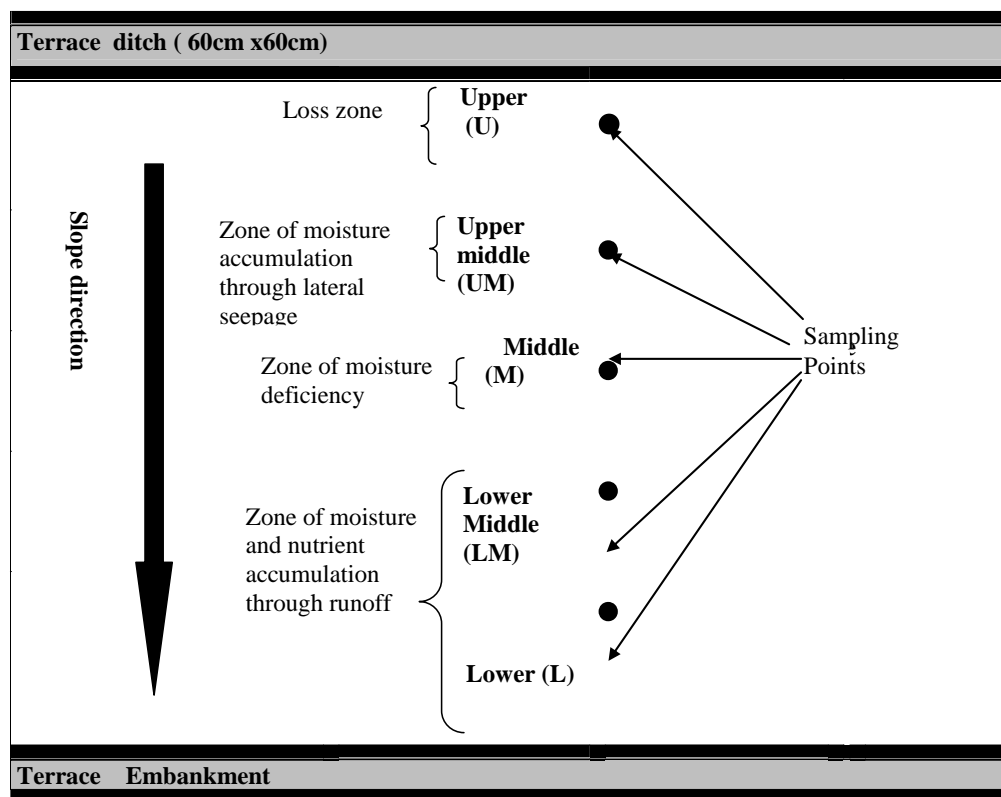 Terrace ditch ( 60cm x60cm)
Loss zone
Upper
(U)
Slope direction
Zone of moisture
accumulation
through lateral
seepage
Upper
middle
(UM)
Sampling
Points
Zone of moisture
deficiency
Middle
(M)
Zone of moisture
and nutrient
accumulation
through runoff
Lower
Middle
(LM)
Lower (L)
Terrace Embankment